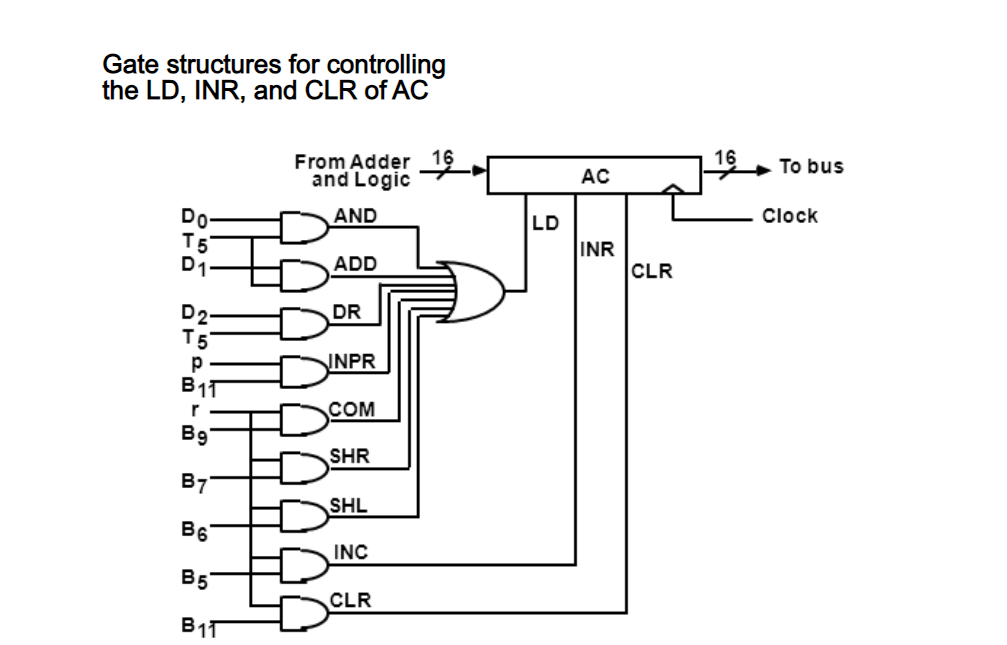 Gate structures for controlling
the LD, INR, and CLR of AC
From Adder
and Logic
16
AC
16
To bus
Clock
LD
INR
CLR
D0
T5
AND
D1
ADD
D2
T5
DR
p
B11
INPR
r
B9
COM
B7
SHR
B6
SHL
B5
INC
B11
CLR